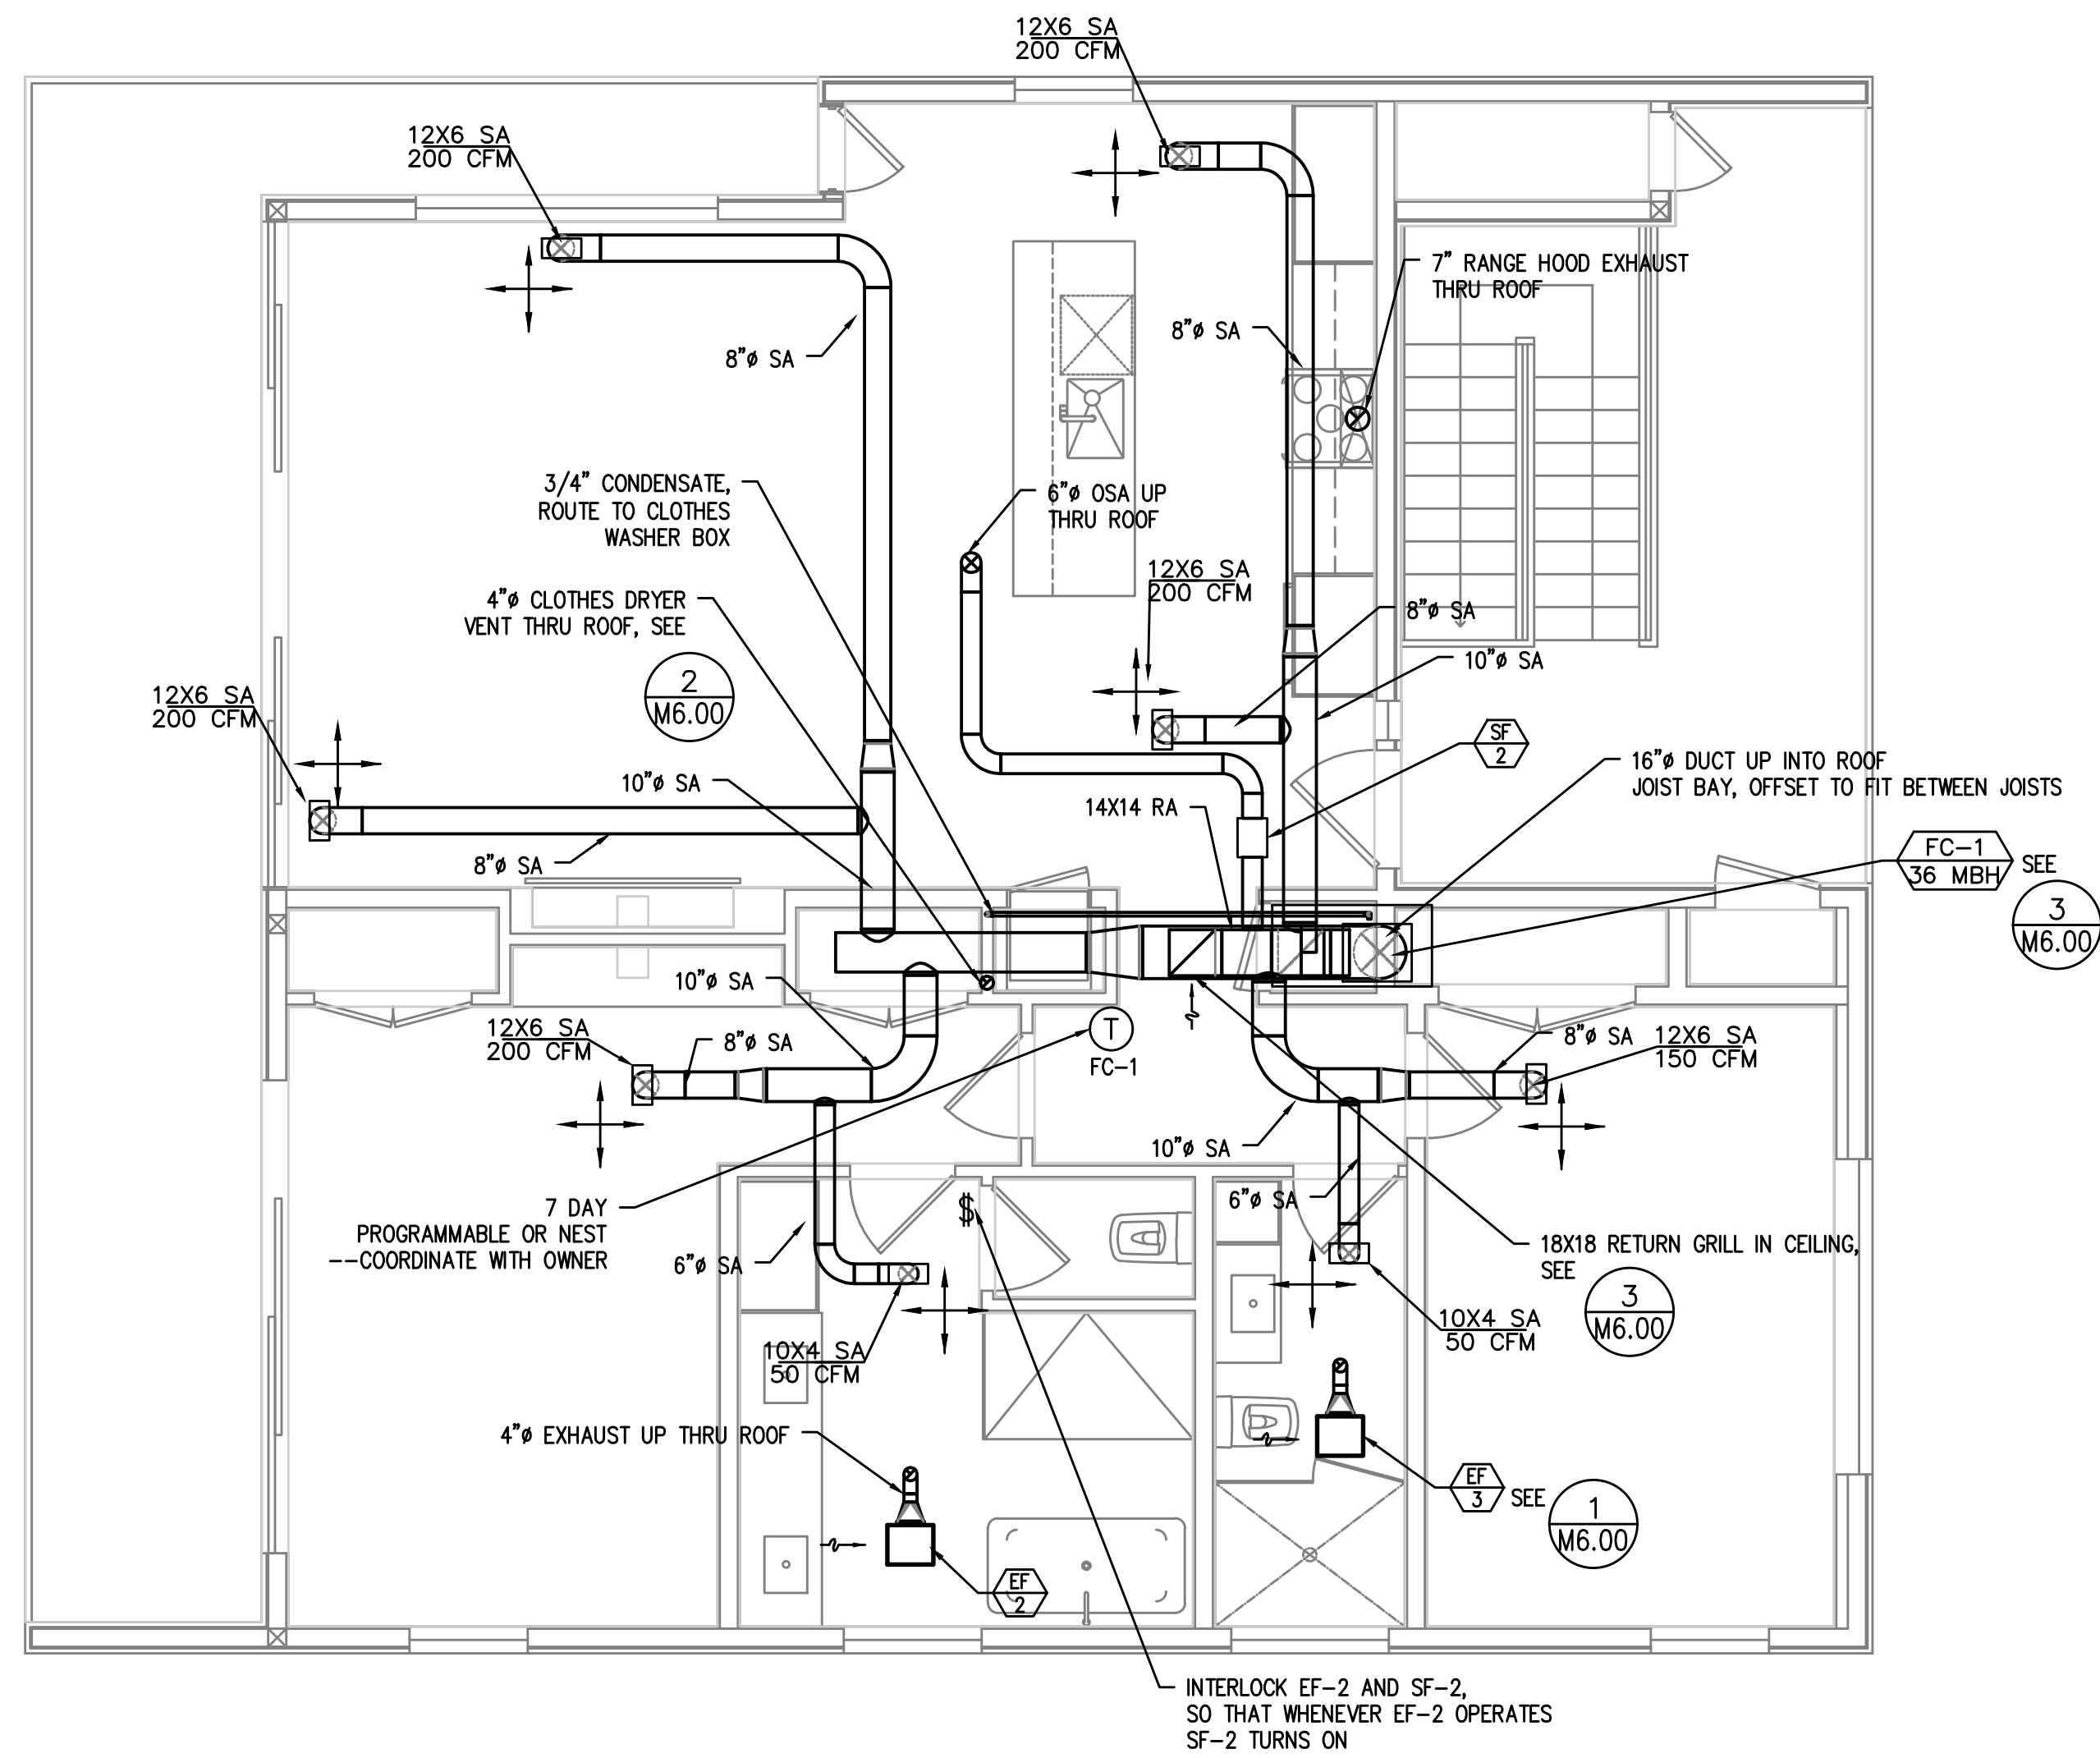 12X6 SA
200 CFM
12X6 SA
200 CFM
7"ø RANGE HOOD EXHAUST
THRU ROOF
8"ø SA
8"ø SA
3/4" CONDENSATE,
ROUTE TO CLOTHES
WASHER BOX
6"ø OSA UP
THRU ROOF
12X6 SA
200 CFM
8"ø SA
4"ø CLOTHES DRYER
VENT THRU ROOF, SEE
2
M6.00
10"ø SA
12X6 SA
200 CFM
SF
2
16"ø DUCT UP INTO ROOF
JOIST BAY, OFFSET TO FIT BETWEEN JOISTS
10"ø SA
14X14 RA
8"ø SA
FC-1
36 MBH
SEE
3
M6.00
10"ø SA
12X6 SA
200 CFM
8"ø SA
T
FC-1
8"ø SA
12X6 SA
150 CFM
10"ø SA
7 DAY
PROGRAMMABLE OR NEST
--COORDINATE WITH OWNER
$
6"ø SA
6"ø SA
18X18 RETURN GRILL IN CEILING,
SEE
3
M6.00
10X4 SA
50 CFM
10X4 SA
50 CFM
4"ø EXHAUST UP THRU ROOF
EF
3
SEE
1
M6.00
EF
2
INTERLOCK EF-2 AND SF-2,
SO THAT WHENEVER EF-2 OPERATES
SF-2 TURNS ON